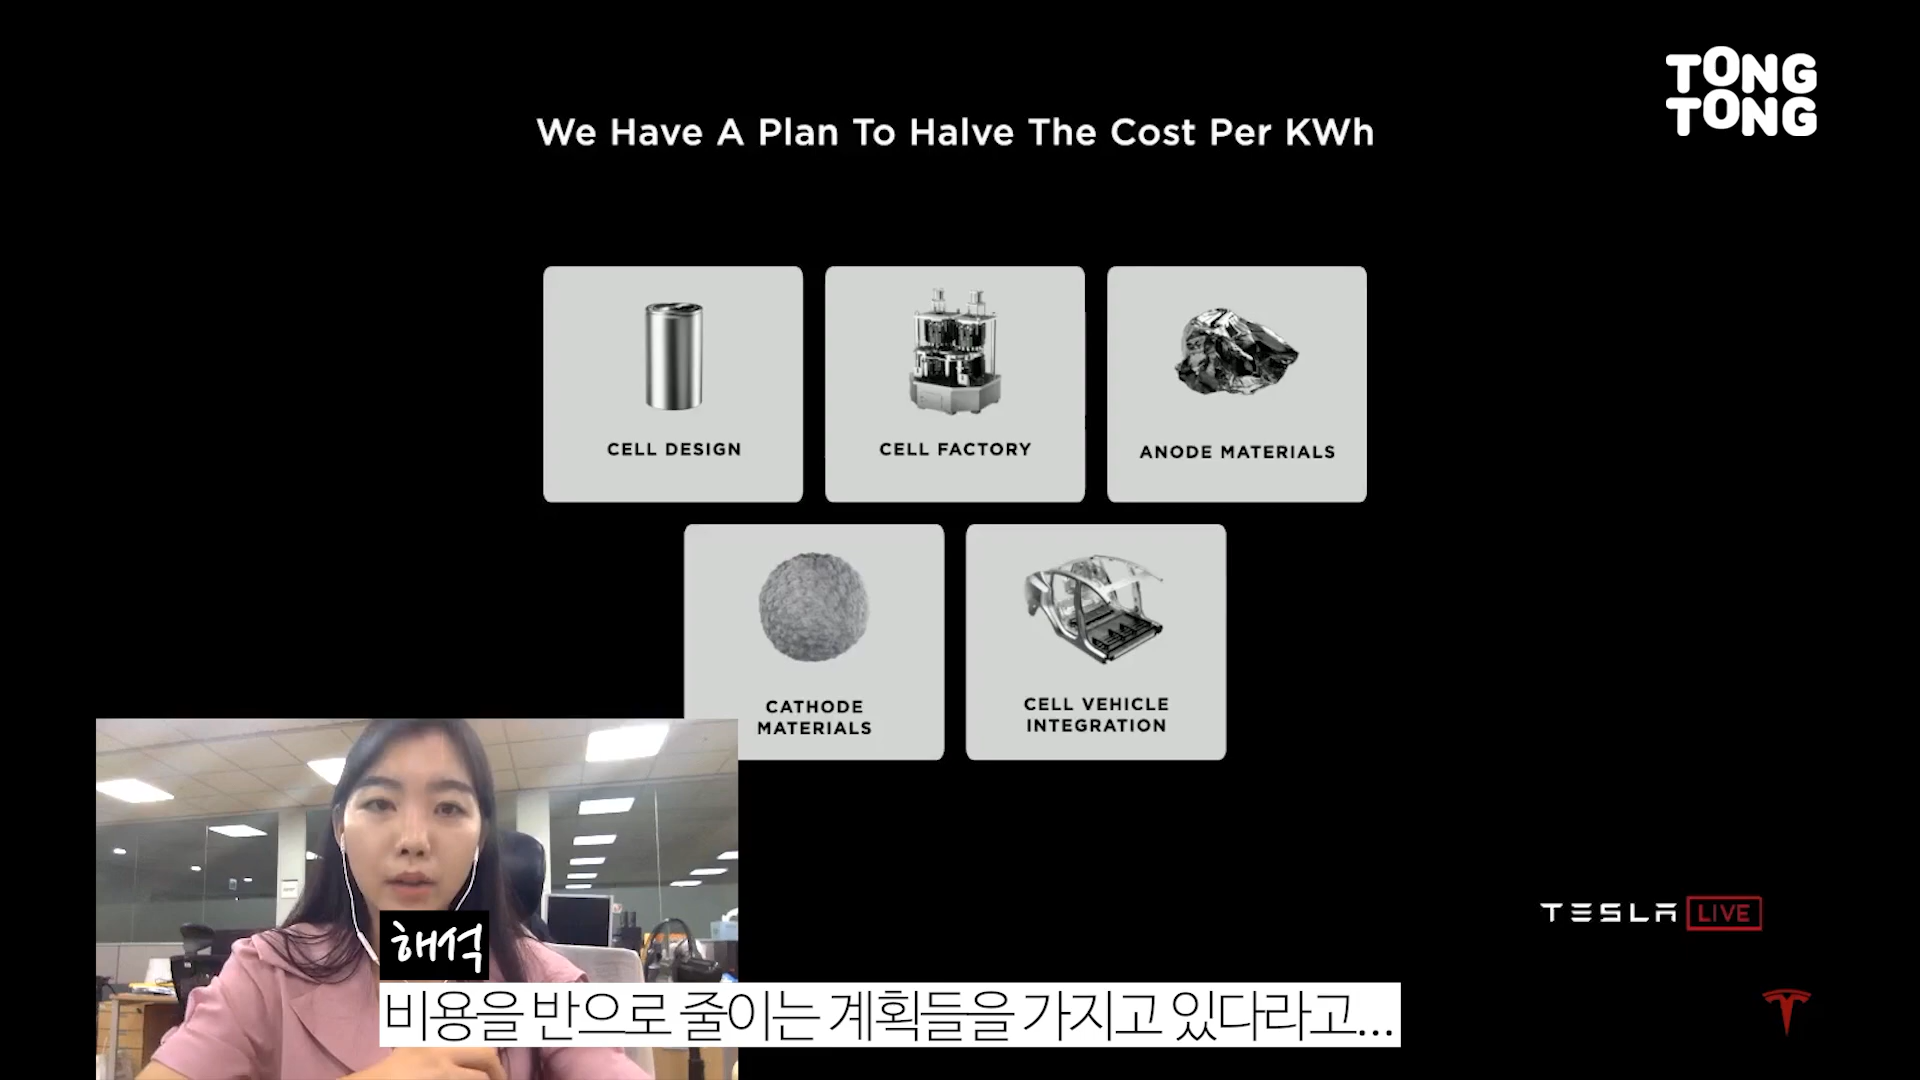 TONG
TONG
We Have A Plan To Halve The Cost Per KWh
CELL DESIGN
CELL FACTORY
ANODE MATERIALS
CATHODE
MATERIALS
CELL VEHICLE
INTEGRATION
TESLA LIVE
해석
비용을 반으로 줄이는 계획들을 가지고 있다라고...